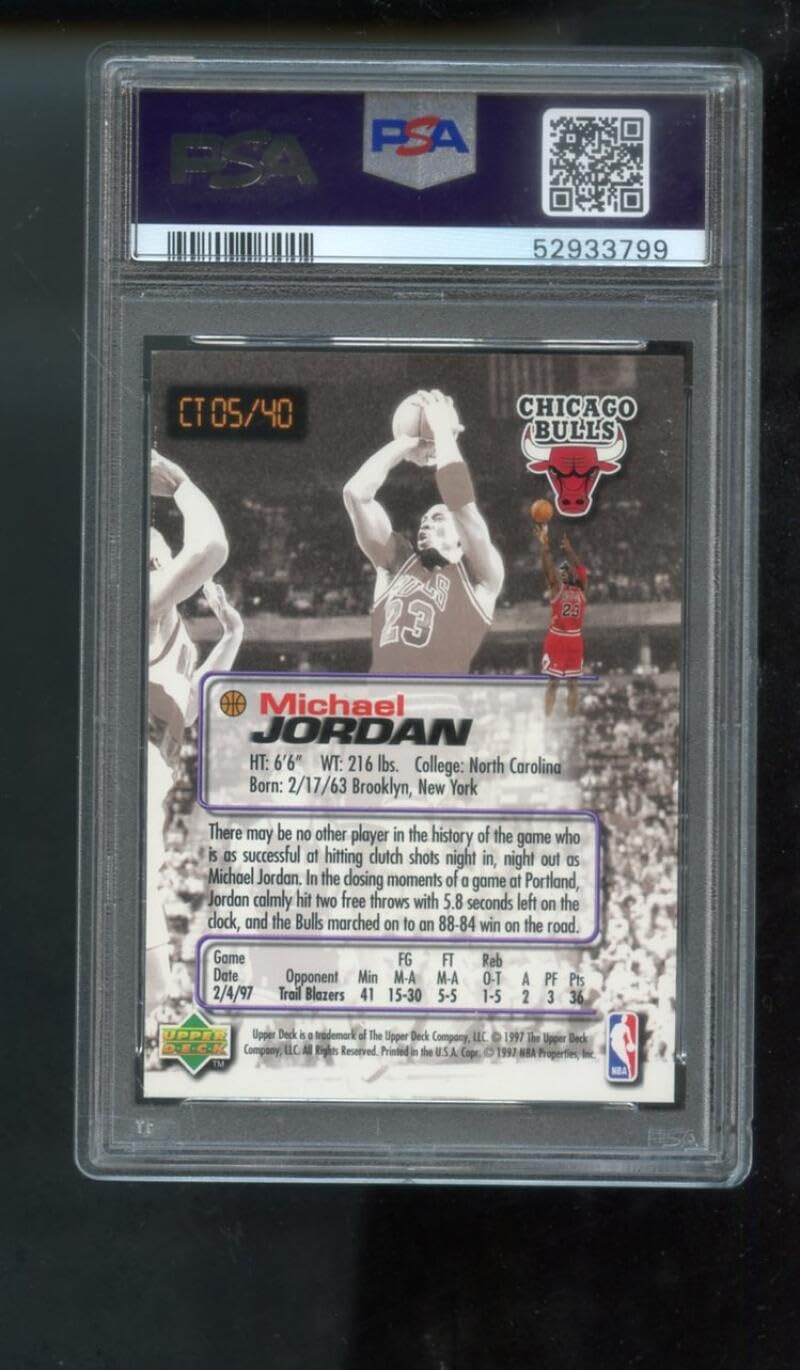 PSA
PSA
52933799
CT 05/40
CHICAGO
BULLS
BULLS
23
23
Michael
JORDAN
HT: 6'6" WT: 216 lbs. College: North Carolina
Born: 2/17/63 Brooklyn, New York
There may be no other player in the history of the game who
is as successful at hitting clutch shots night in, night out as
Michael Jordan. In the closing moments of a game at Portland,
Jordan calmly hit two free throws with 5.8 seconds left on the
clock, and the Bulls marched on to an 88-84 win on the road.
Game FG FT Reb
Date Opponent Min M-A M-A O-T A PF Pts
2/4/97 Trail Blazers 41 15-30 5-5 1-5 2 3 36
UPPER
DECK
TM
Upper Deck is a trademark of The Upper Deck Company, LLC. © 1997 The Upper Deck
Company, LLC. All Rights Reserved. Printed in the U.S.A. Copr. © 1997 NBA Properties, Inc.
NBA
PSA